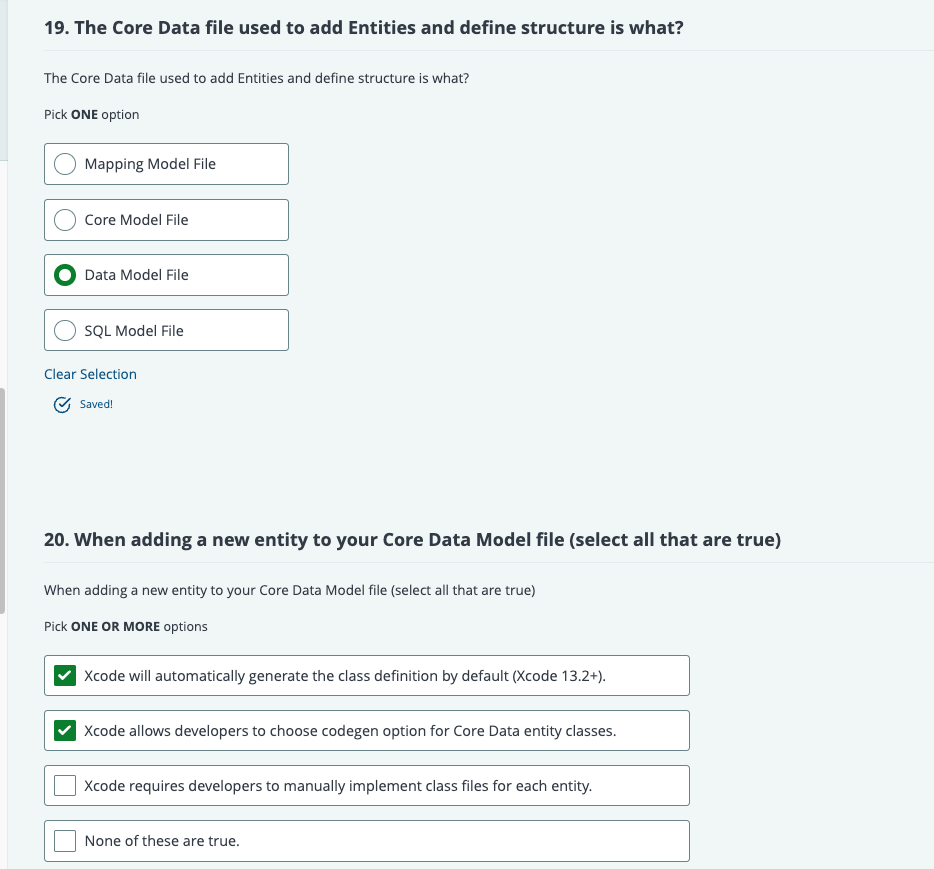 19. The Core Data file used to add Entities and define structure is what?
The Core Data file used to add Entities and define structure is what?
Pick ONE option
Mapping Model File
Core Model File
Data Model File
SQL Model File
Clear Selection
Saved!
20. When adding a new entity to your Core Data Model file (select all that are true)
When adding a new entity to your Core Data Model file (select all that are true)
Pick ONE OR MORE options
Xcode will automatically generate the class definition by default (Xcode 13.2+).
Xcode allows developers to choose codegen option for Core Data entity classes.
Xcode requires developers to manually implement class files for each entity.
None of these are true.